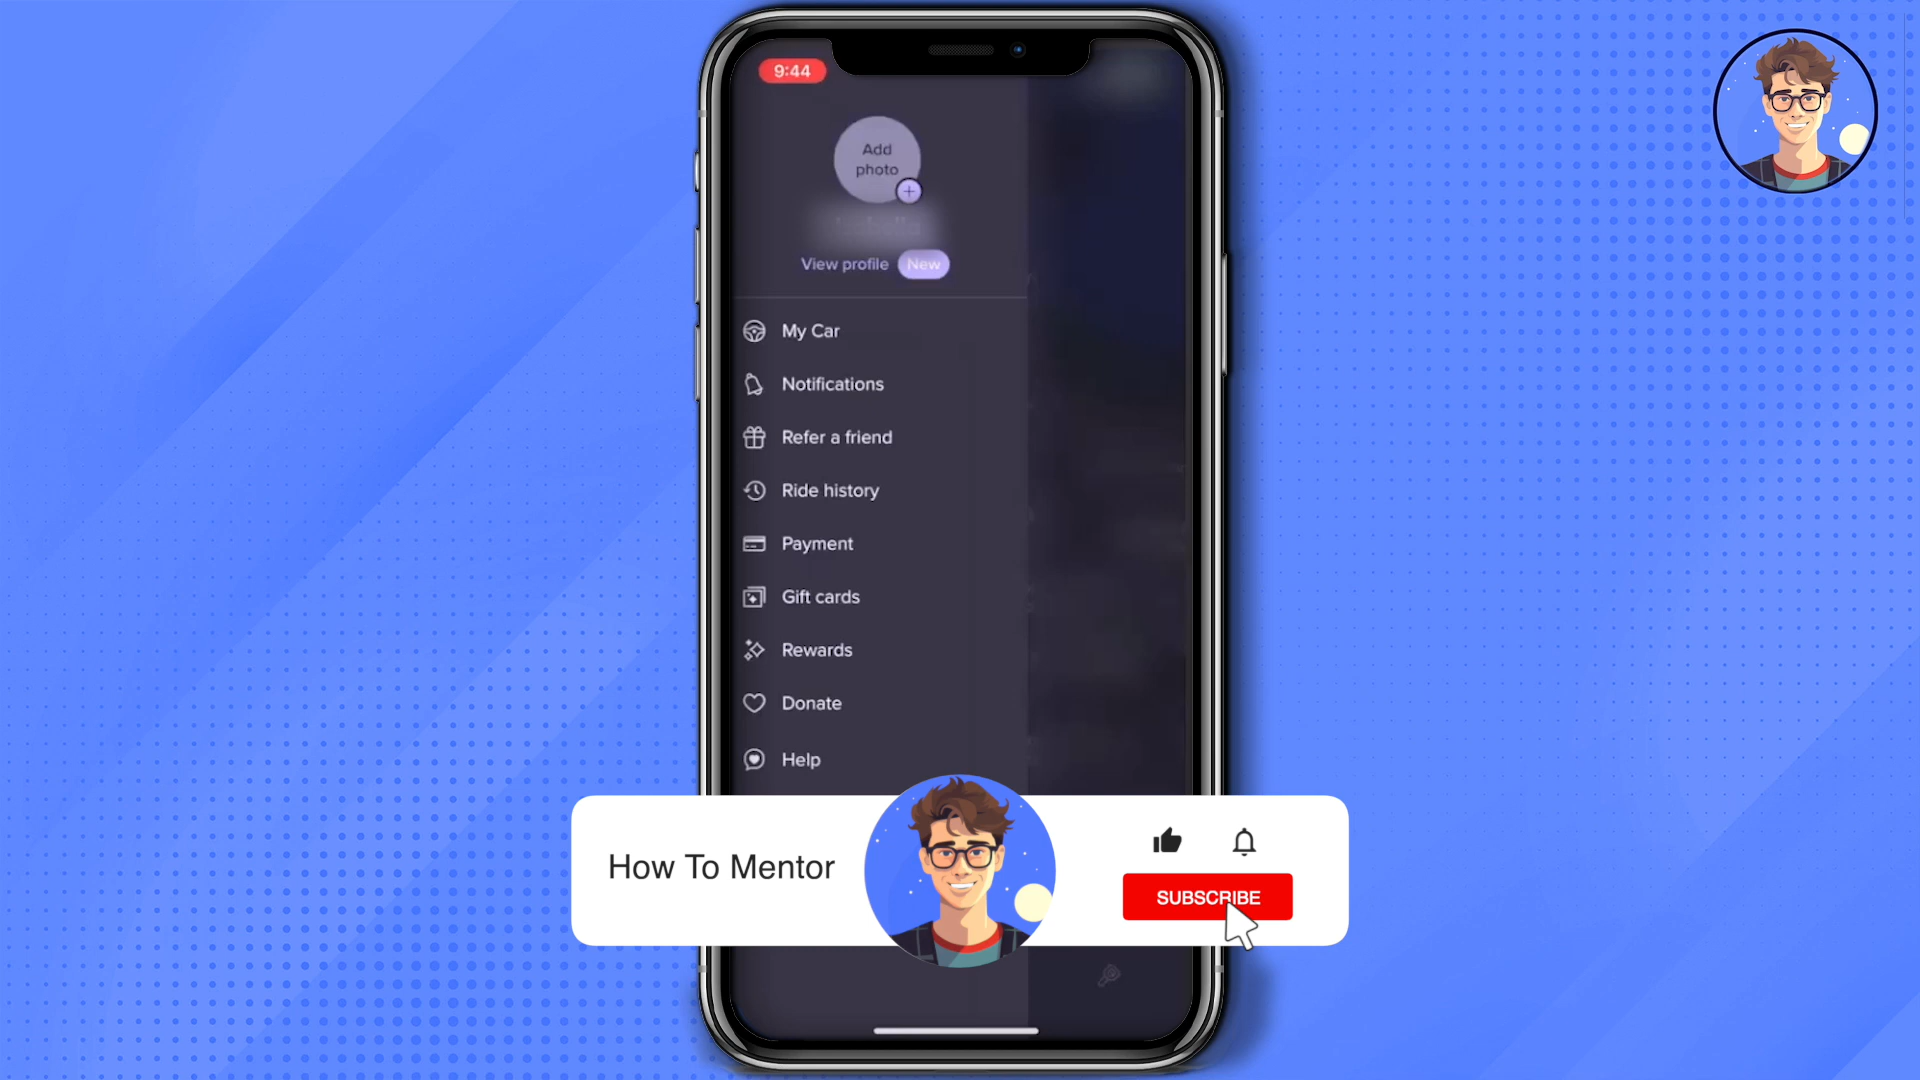 9:44
Add
photo
View profile New
My Car
Notifications
Refer a friend
Ride history
Payment
Gift cards
Rewards
Donate
Help
How To Mentor
SUBSCRIBE